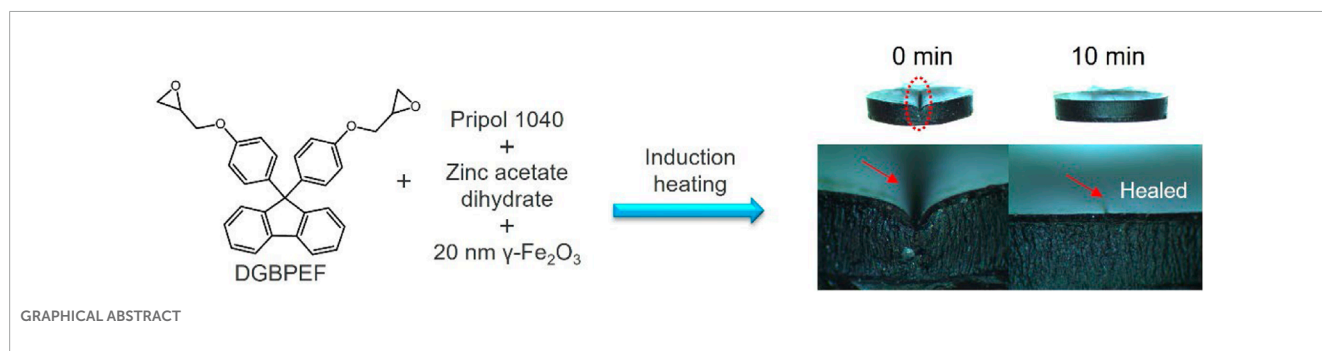 0 min
10 min
O
O
O
O
Pripol 1040
+
Zinc acetate
dihydrate
+
20 nm γ-Fe₂O₃
+
Induction
heating
Healed
DGBPEF
GRAPHICAL ABSTRACT